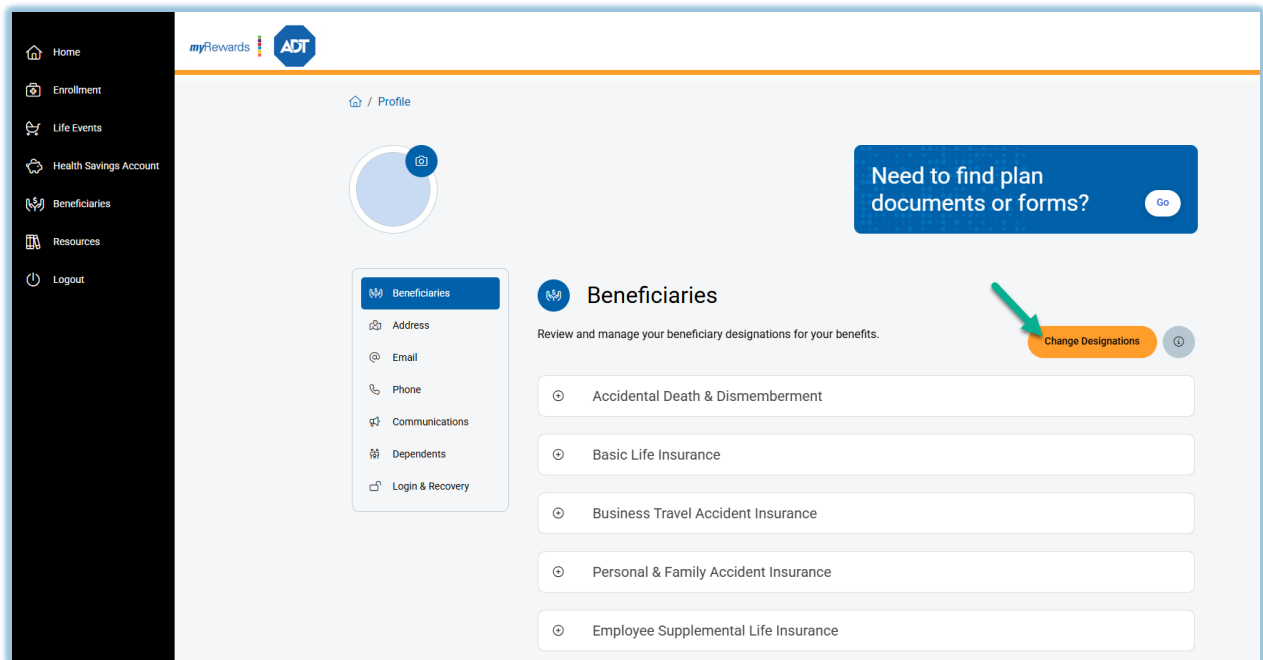 Home
Enrollment
Life Events
Health Savings Account
Beneficiaries
Resources
Logout
myRewards
ADT
/ Profile
Need to find plan
documents or forms?
Go
Beneficiaries
Address
Email
Phone
Communications
Dependents
Login & Recovery
Beneficiaries
Review and manage your beneficiary designations for your benefits.
Change Designations
Accidental Death & Dismemberment
Basic Life Insurance
Business Travel Accident Insurance
Personal & Family Accident Insurance
Employee Supplemental Life Insurance